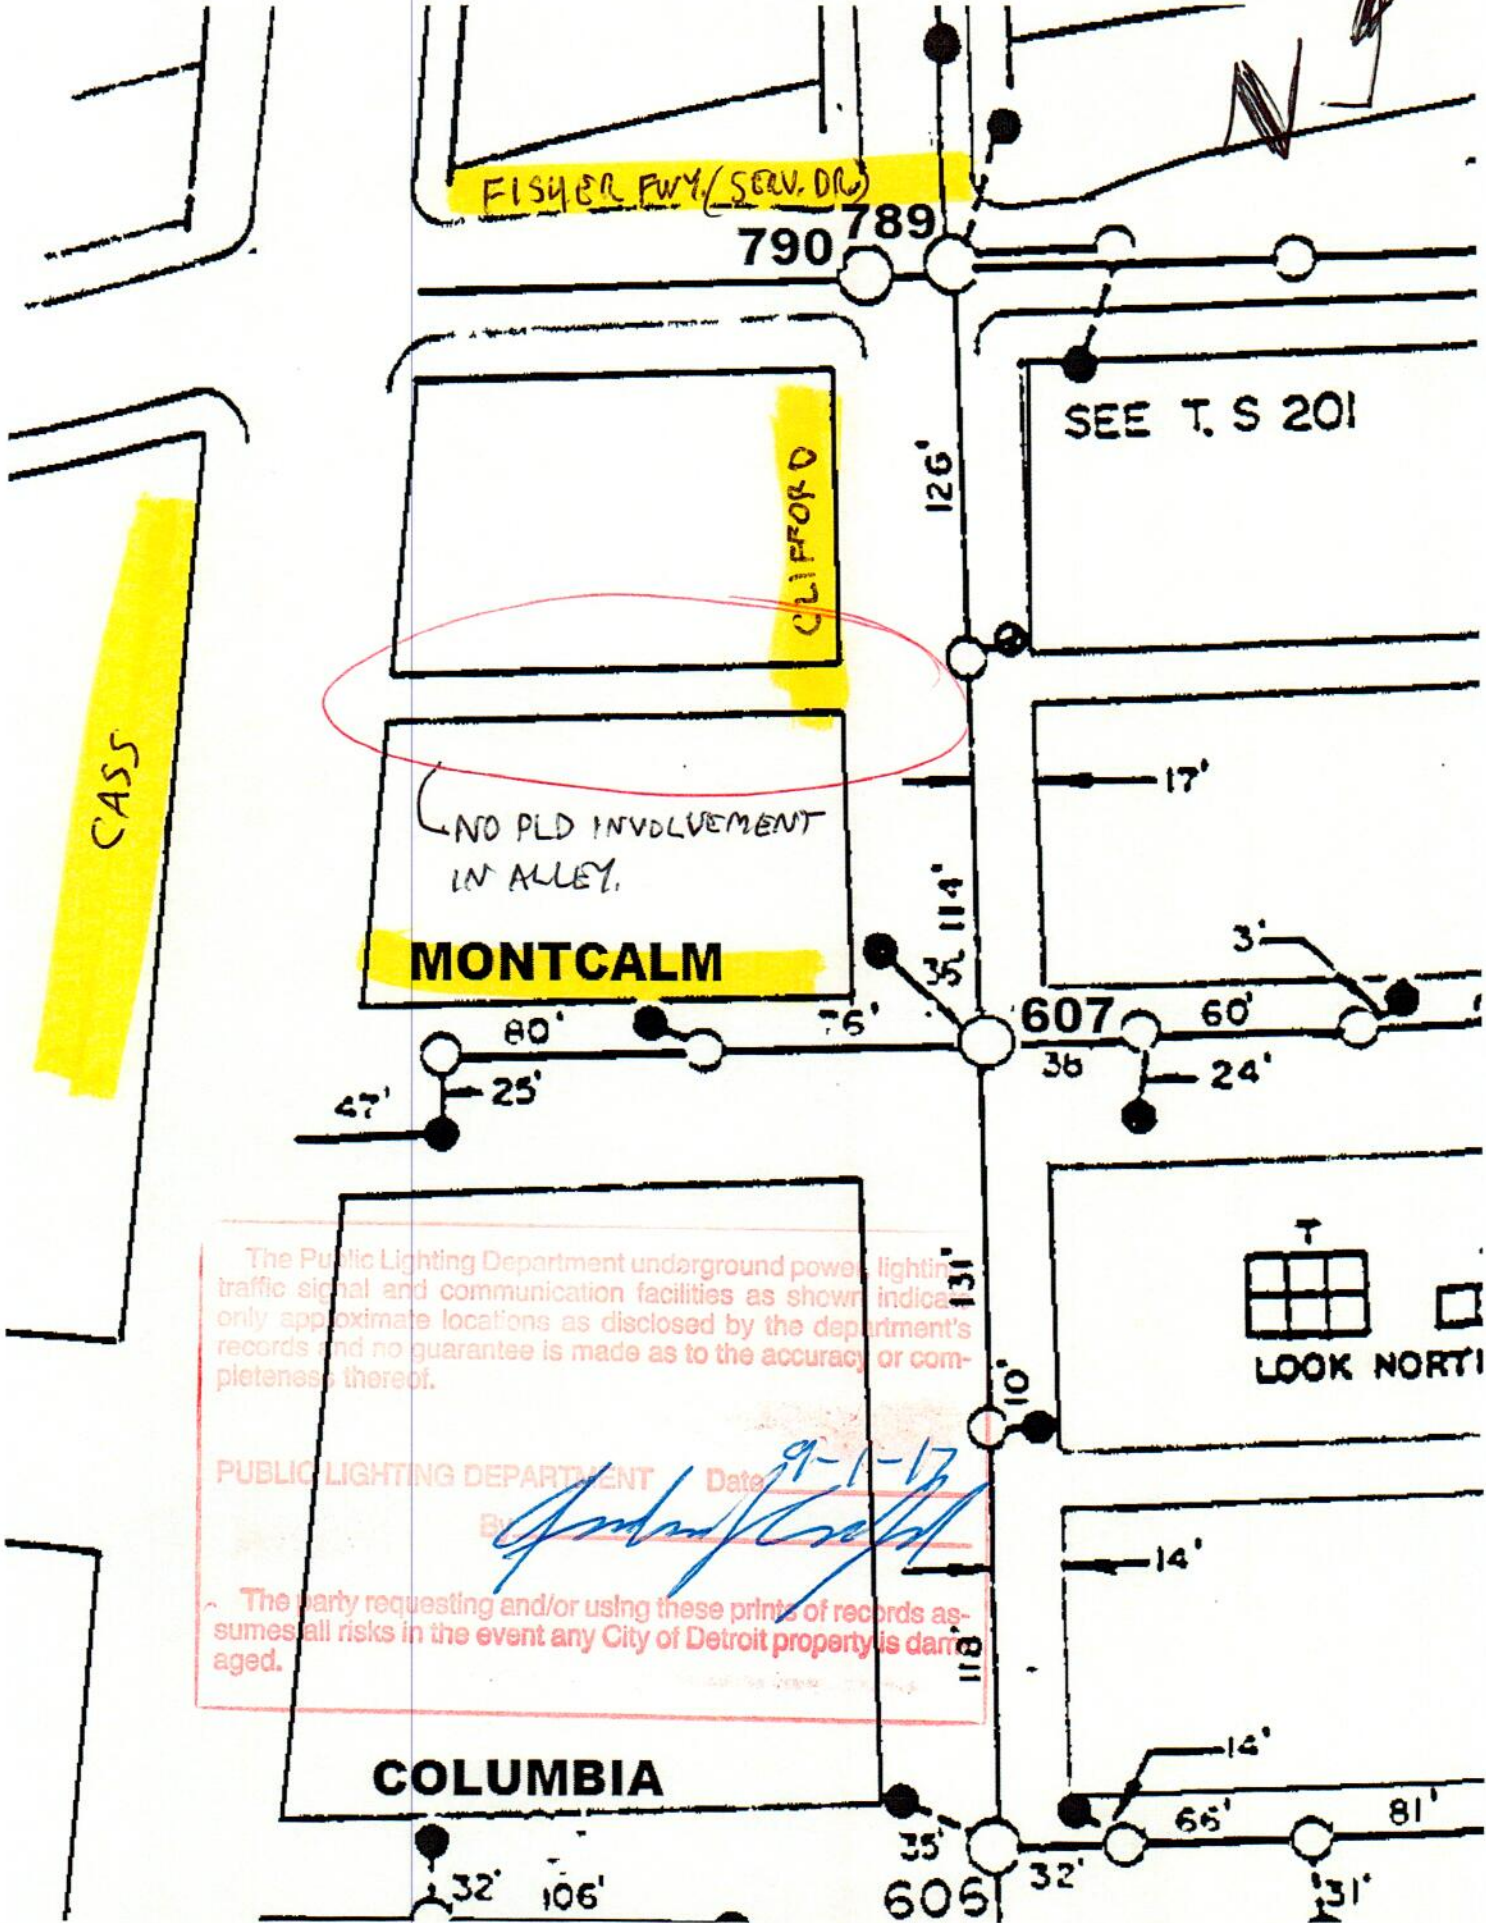 N
FISHER FWY. (SERV. DR.)
789
790
SEE T. S 201
126'
CLIFFORD
CASS
17'
NO PLD INVOLVEMENT
IN ALLEY.
114'
MONTCALM
35'
3'
80'
76'
607
60'
36
25'
24'
47'
T
The Public Lighting Department underground power, lighting
traffic signal and communication facilities as shown indicate
only approximate locations as disclosed by the department's
records and no guarantee is made as to the accuracy or com-
pleteness thereof.
131'
LOOK NORTH
10'
PUBLIC LIGHTING DEPARTMENT Date 9-1-17
By
14'
The party requesting and/or using these prints of records as-
sumes all risks in the event any City of Detroit property is dam-
aged.
118'
COLUMBIA
14'
35'
32'
66'
81'
606
32'
106'
31'